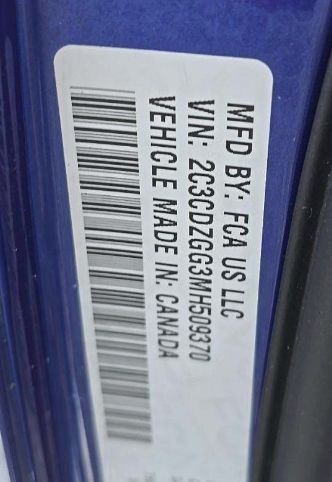 MFD BY: FCA US LLC
VIN: 2C3CDZGG3MH509370
VEHICLE MADE IN: CANADA